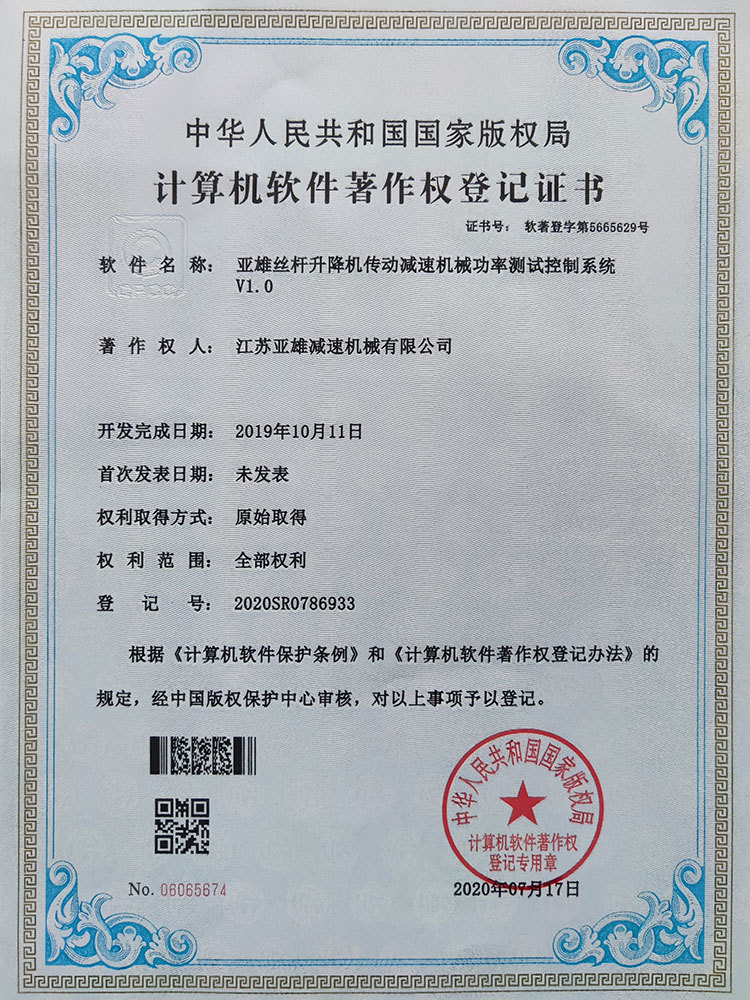 中华人民共和国国家版权局
计算机软件著作权登记证书
证书号： 软著登字第5665629号
软件名称： 亚雄丝杆升降机传动减速机械功率测试控制系统
V1.0
著作权人： 江苏亚雄减速机械有限公司
开发完成日期： 2019年10月11日
首次发表日期： 未发表
权利取得方式： 原始取得
权利范围： 全部权利
登记号： 2020SR0786933
根据《计算机软件保护条例》和《计算机软件著作权登记办法》的
规定，经中国版权保护中心审核，对以上事项予以登记。
中华人民共和国国家版权局
计算机软件著作权
登记专用章
No. 06065674
2020年07月17日